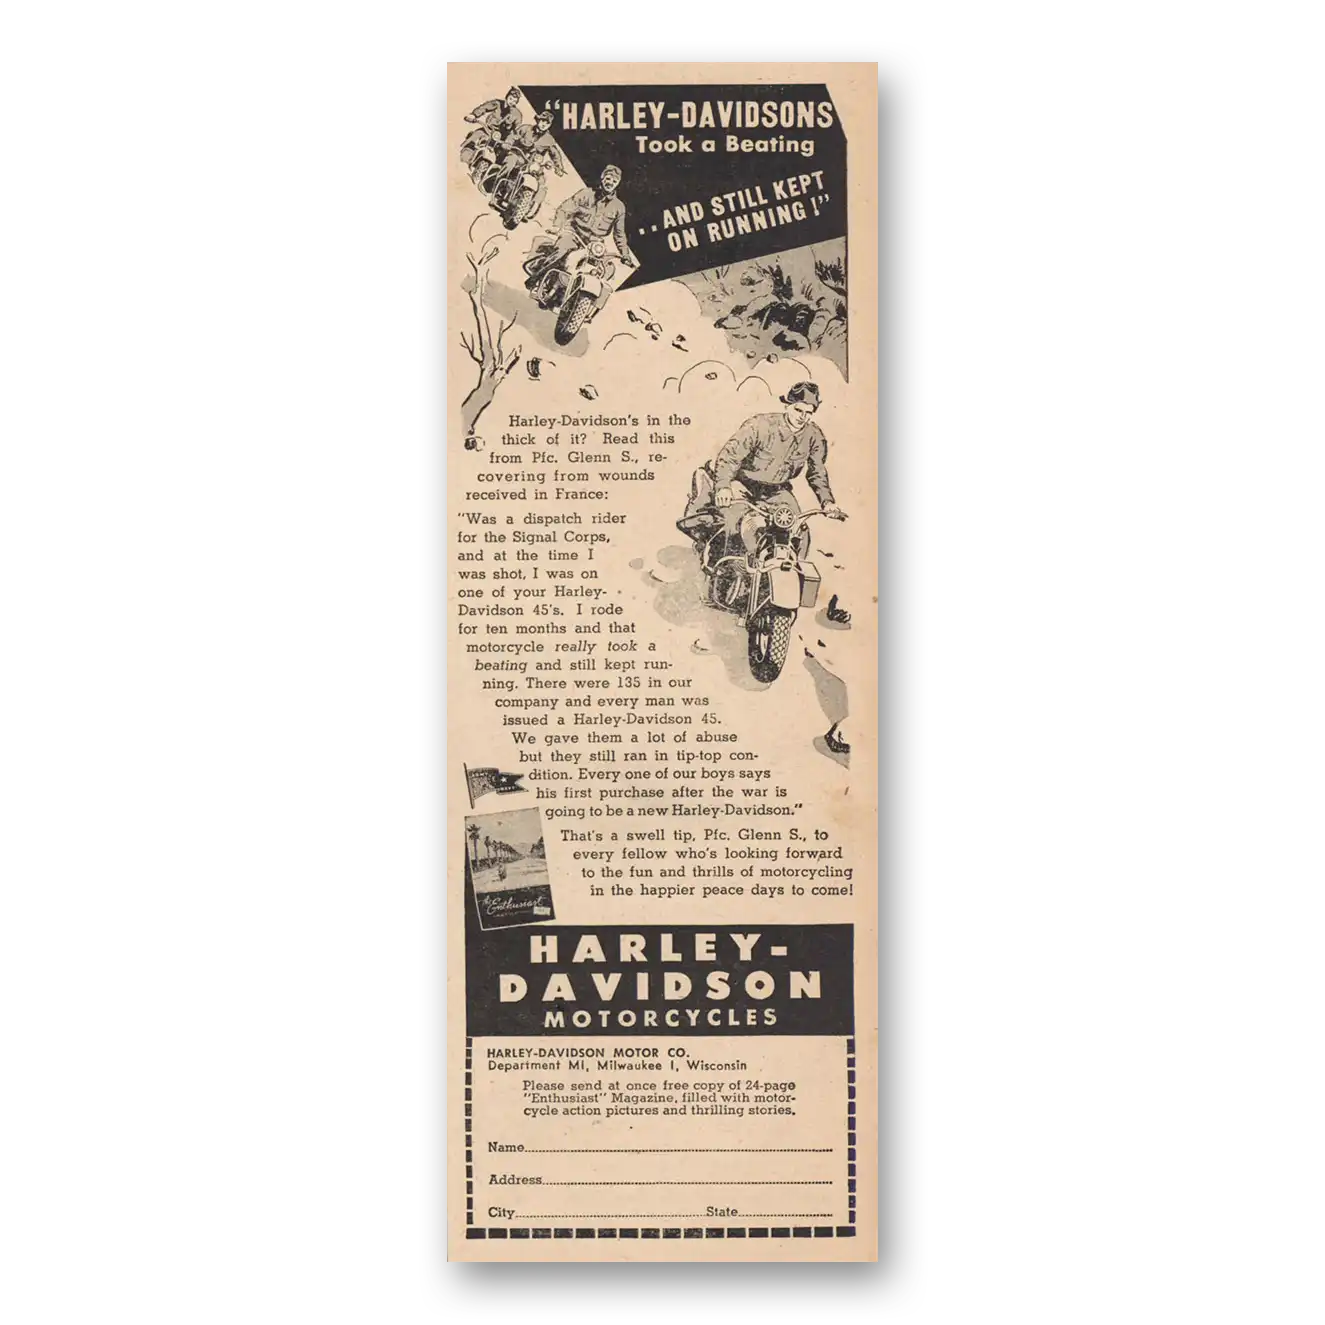 "HARLEY-DAVIDSONS
Took a Beating
..AND STILL KEPT
ON RUNNING!"
Harley-Davidson's in the
thick of it? Read this
from Pfc. Glenn S., re-
covering from wounds
received in France:
"Was a dispatch rider
for the Signal Corps,
and at the time I
was shot, I was on
one of your Harley-
Davidson 45's. I rode
for ten months and that
motorcycle really took a
beating and still kept run-
ning. There were 135 in our
company and every man was
issued a Harley-Davidson 45.
We gave them a lot of abuse
but they still ran in tip-top con-
dition. Every one of our boys says
his first purchase after the war is
going to be a new Harley-Davidson."
That's a swell tip, Pfc. Glenn S., to
every fellow who's looking forward
to the fun and thrills of motorcycling
in the happier peace days to come!
The Enthusiast
HARLEY-
DAVIDSON
MOTORCYCLES
HARLEY-DAVIDSON MOTOR CO.
Department MI, Milwaukee 1, Wisconsin
Please send at once free copy of 24-page
"Enthusiast" Magazine, filled with motor-
cycle action pictures and thrilling stories.
Name
Address
City State